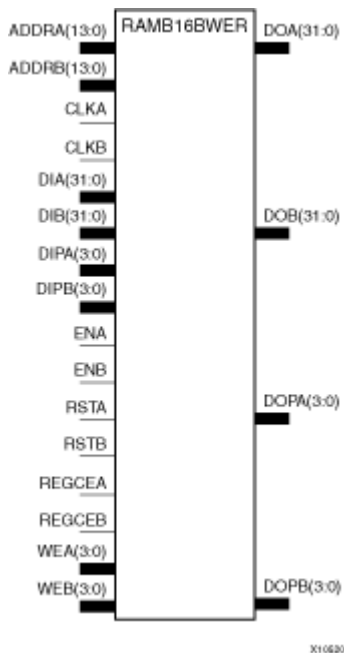 RAMB16BWER
ADDRA(13:0)
DOA(31:0)
ADDRB(13:0)
CLKA
CLKB
DIA(31:0)
DIB(31:0)
DOB(31:0)
DIPA(3:0)
DIPB(3:0)
ENA
ENB
RSTA
DOPA(3:0)
RSTB
REGCEA
REGCEB
WEA(3:0)
WEB(3:0)
DOPB(3:0)